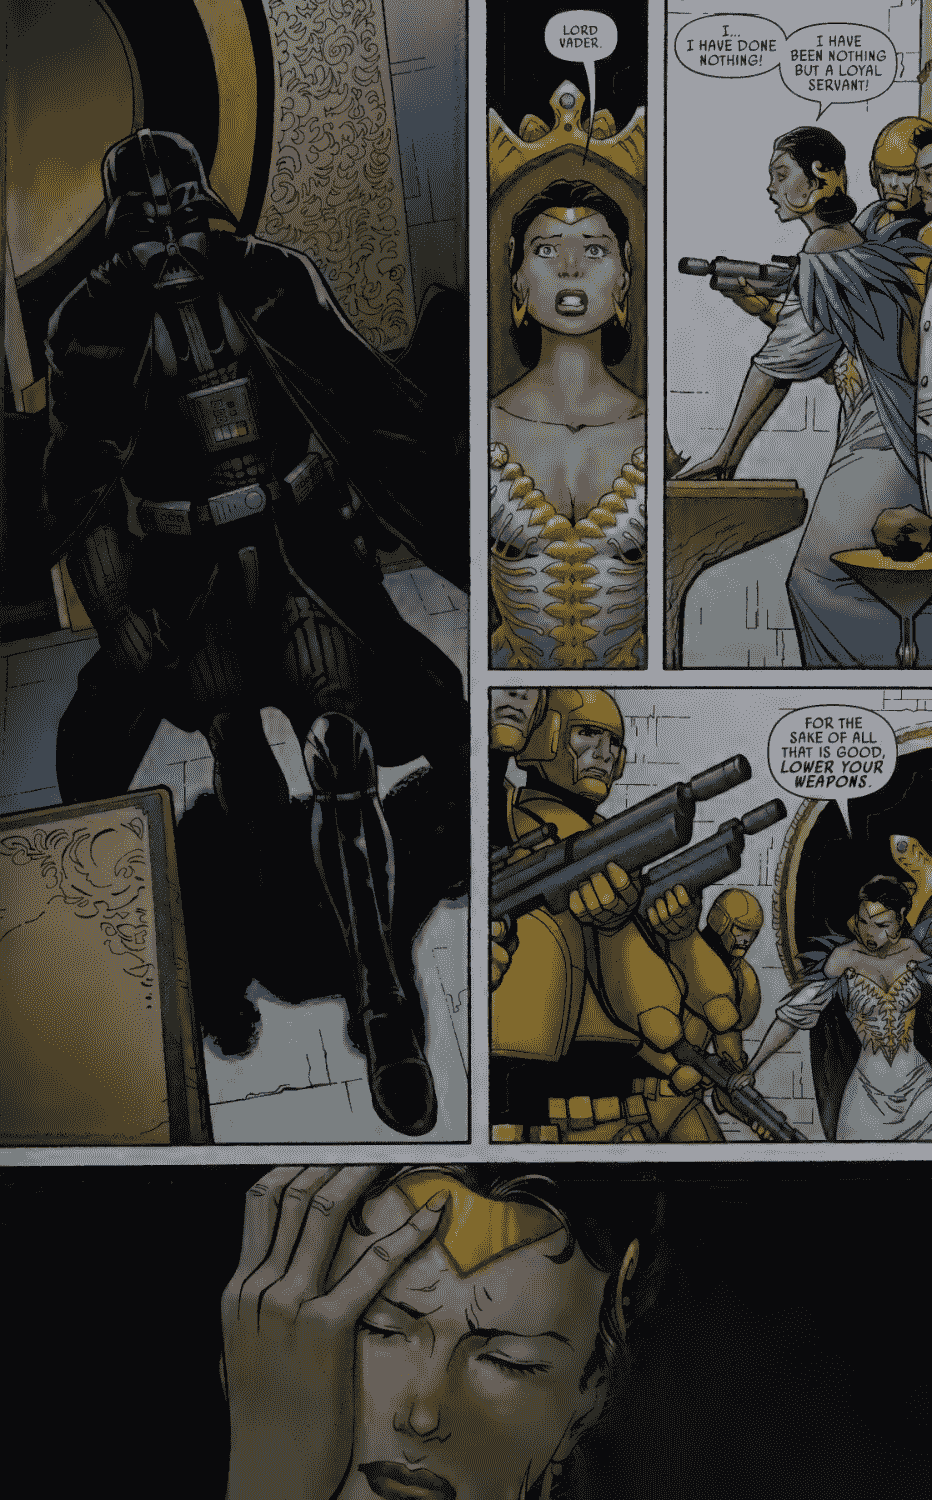 LORD
VADER.
I...
I HAVE DONE
NOTHING!
I HAVE
BEEN NOTHING
BUT A LOYAL
SERVANT!
FOR THE
SAKE OF ALL
THAT IS GOOD,
LOWER YOUR
WEAPONS.